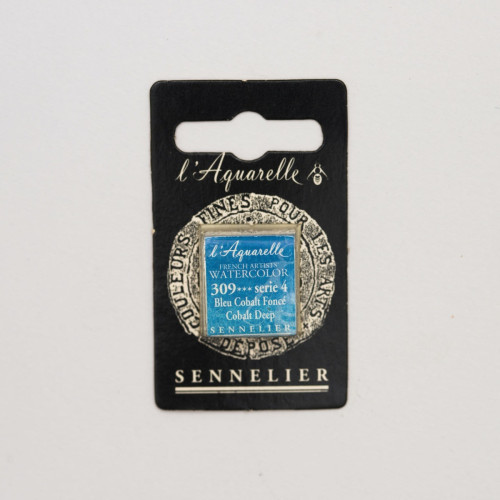 l'Aquarelle
COULEURS FINES POUR LES ARTS
l'Aquarelle
FRENCH ARTISTS'
WATERCOLOR
309*** serie 4
Bleu Cobalt Foncé
Cobalt Deep
SENNELIER
DEPOSE
SENNELIER